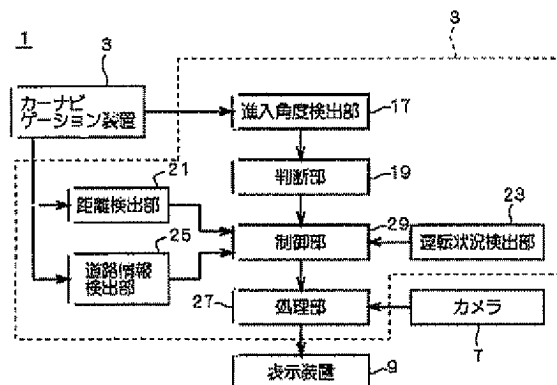 1
3
3
カーナビ
ゲーション装置
進入角度検出部
17
21
判断部
19
距離検出部
23
29
25
制御部
運転状況検出部
道路情報
検出部
27
処理部
カメラ
7
表示装置
9